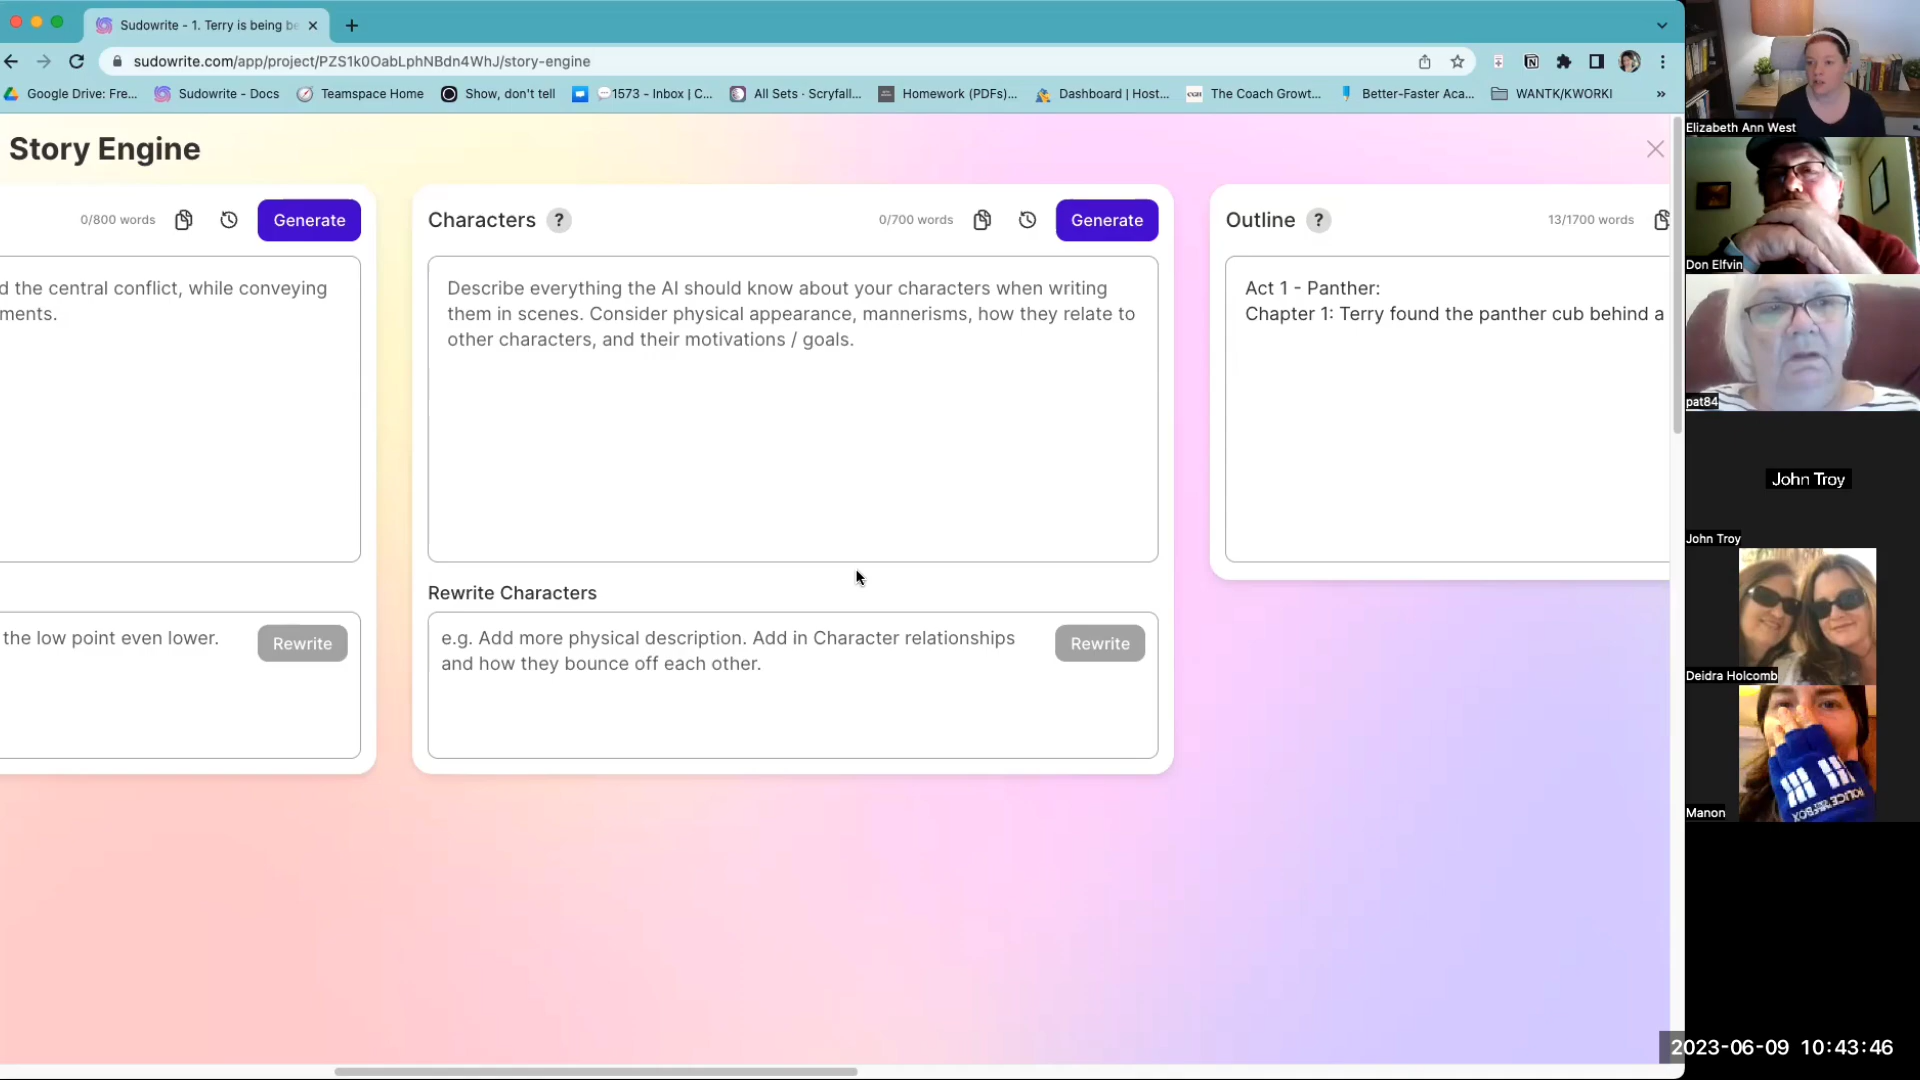 Sudowrite - 1. Terry is being be
sudowrite.com/app/project/PZS1k0OabLphNBdn4WhJ/story-engine
Google Drive: Fre...
Sudowrite - Docs
Teamspace Home
Show, don't tell
1573 - Inbox | C...
All Sets - Scryfall...
Homework (PDFs)...
Dashboard | Host...
The Coach Growt...
Better-Faster Aca...
WANTK/KWORKI
Story Engine
0/800 words
Generate
d the central conflict, while conveying
ments.
the low point even lower.
Rewrite
Characters ?
0/700 words
Generate
Describe everything the AI should know about your characters when writing
them in scenes. Consider physical appearance, mannerisms, how they relate to
other characters, and their motivations / goals.
Rewrite Characters
e.g. Add more physical description. Add in Character relationships
and how they bounce off each other.
Rewrite
Outline ?
13/1700 words
Act 1 - Panther:
Chapter 1: Terry found the panther cub behind a
Elizabeth Ann West
Don Elfvin
pat84
John Troy
John Troy
Deidra Holcomb
POLICE BOX
Manon
2023-06-09 10:43:46